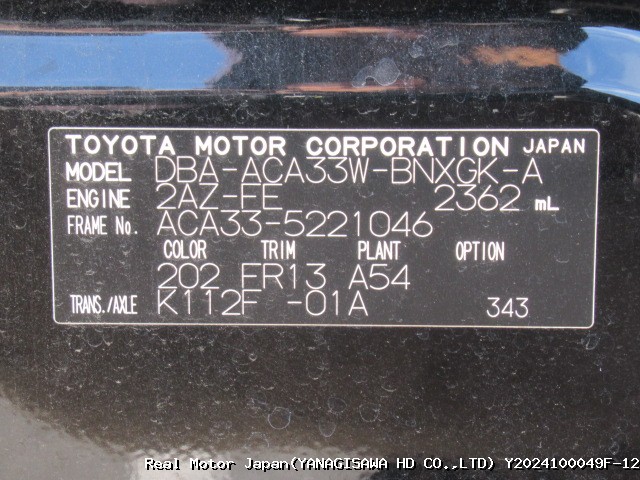 TOYOTA MOTOR CORPORATION JAPAN
MODEL DBA-ACA33W-BNXGK-A
ENGINE 2AZ-FE 2362 mL
FRAME No. ACA33-5221046
COLOR TRIM PLANT OPTION
202 FR13 A54
TRANS./AXLE K112F -01A 343
Real Motor Japan(YANAGISAWA HD CO.,LTD) Y2024100049F-12